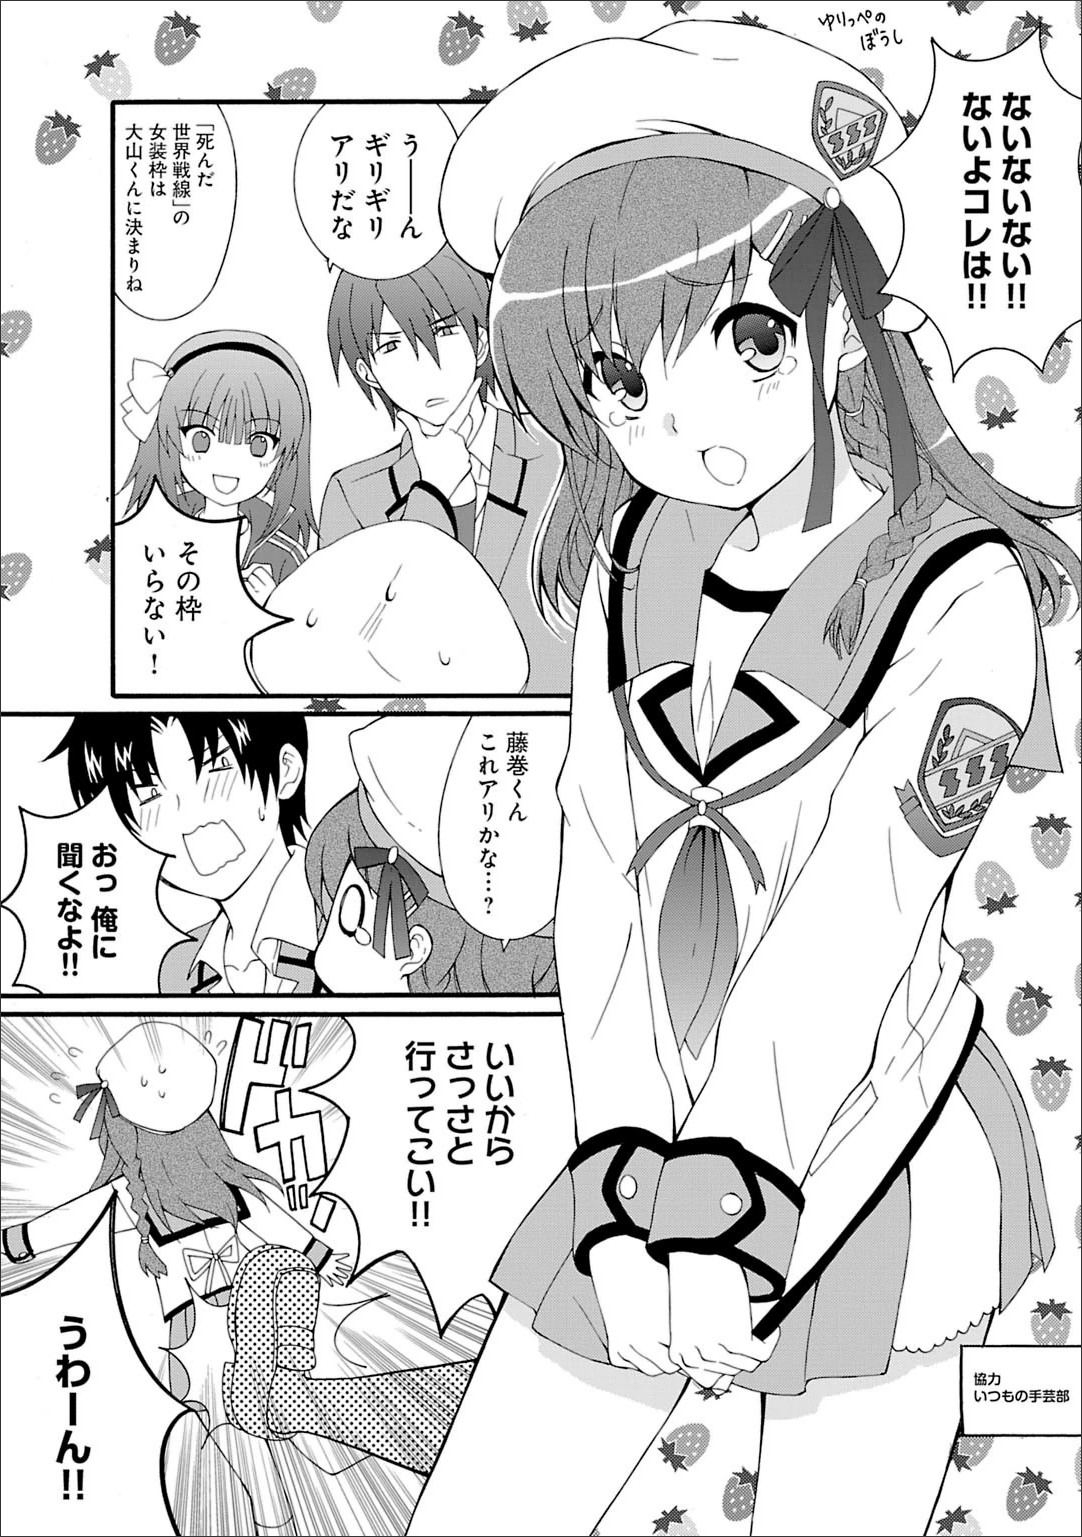 ないないない!!
ないよコレは!!
ゆりっぺの
ぼうし
うーーん
ギリギリ
アリだな
「死んだ
世界戦線」の
女装枠は
大山くんに決まりね
その枠
いらない！
藤巻くん
これアリかな…？
おっ 俺に
聞くなよ!!
いいから
さっさと
行ってこい!!
ドカッ!!
うわーん!!
協力
いつもの手芸部